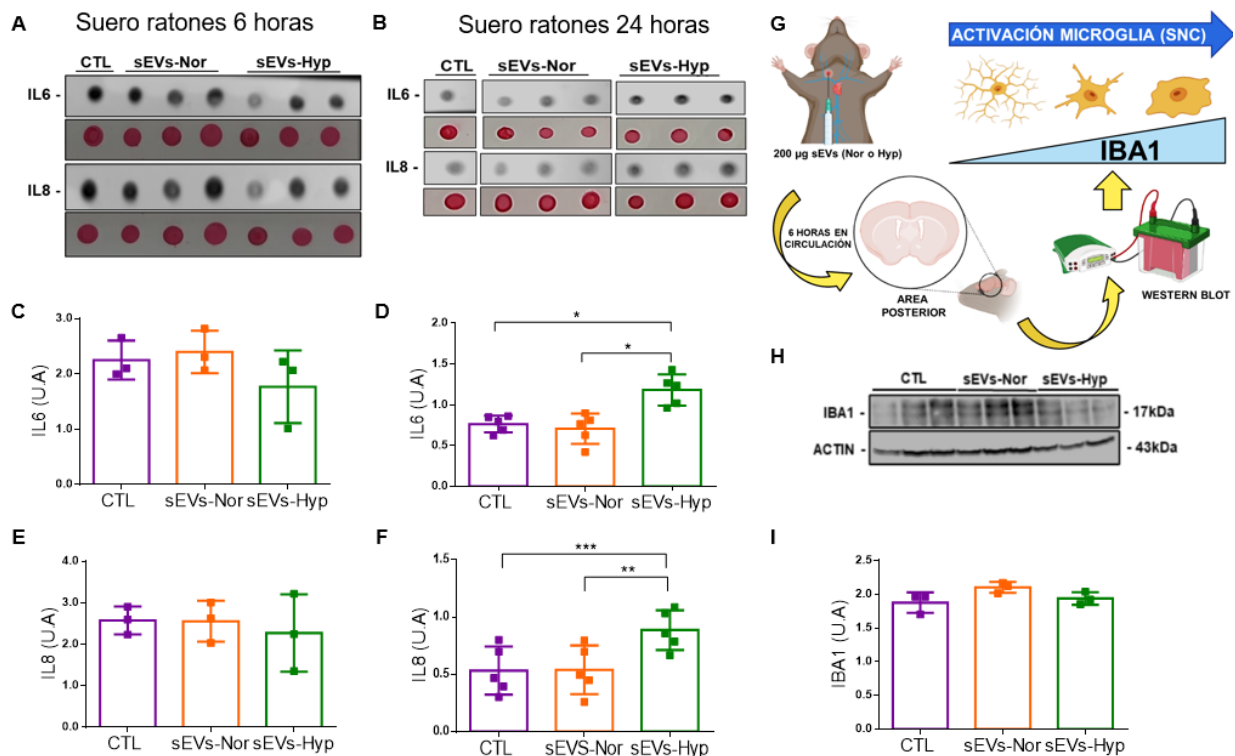 A
Suero ratones 6 horas
CTL sEVs-Nor sEVs-Hyp
IL6 -
IL8 -
B
Suero ratones 24 horas
CTL sEVs-Nor sEVs-Hyp
IL6 -
IL8 -
C
IL6 (U.A)
3.0
2.0
1.0
0.0
CTL sEVs-Nor sEVs-Hyp
D
IL6 (U.A)
2.0
1.5
1.0
0.5
0.0
*
*
CTL sEVs-Nor sEVs-Hyp
E
IL8 (U.A)
4.0
3.0
2.0
1.0
0.0
CTL sEVs-Nor sEVs-Hyp
F
IL8 (U.A)
1.5
1.0
0.5
0.0
***
**
CTL sEVS-Nor sEVs-Hyp
G
ACTIVACIÓN MICROGLIA (SNC)
200 µg sEVs (Nor o Hyp)
IBA1
6 HORAS EN
CIRCULACIÓN
AREA
POSTERIOR
WESTERN BLOT
H
CTL sEVs-Nor sEVs-Hyp
IBA1 - - 17kDa
ACTIN - - 43kDa
I
IBA1 (U.A)
2.5
2.0
1.5
1.0
0.5
0.0
CTL sEVs-Nor sEVs-Hyp